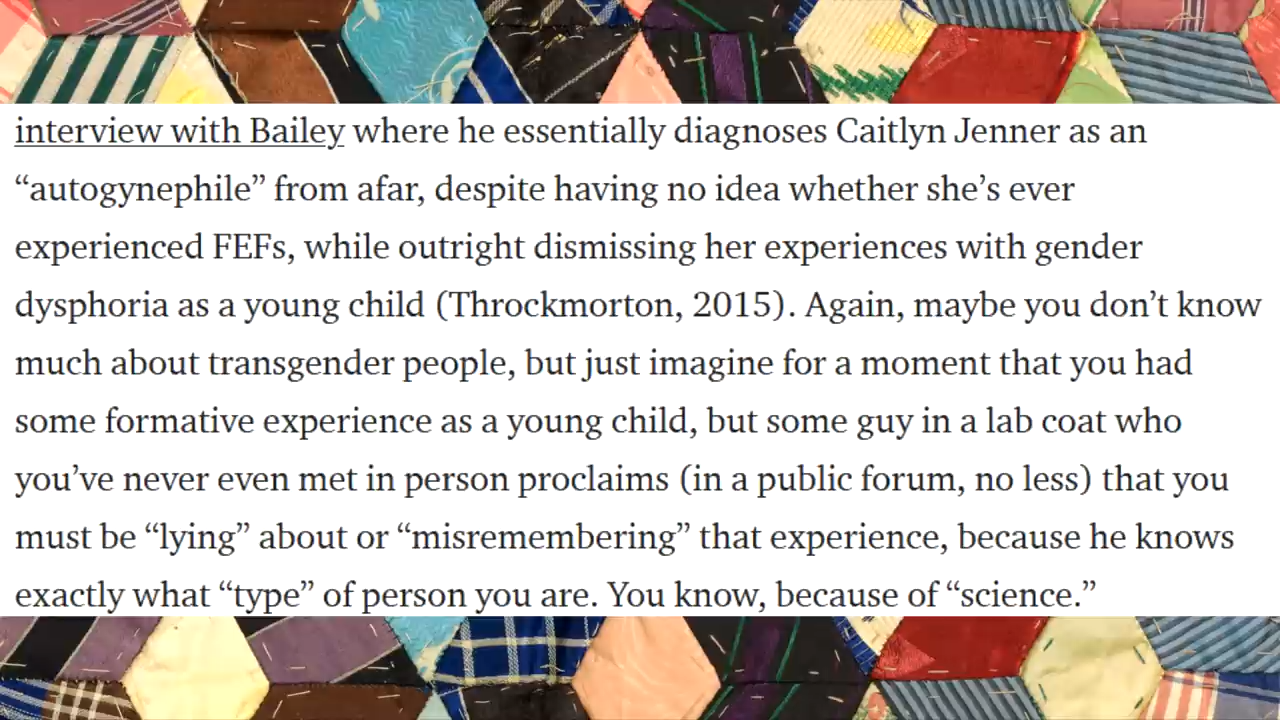 interview with Bailey where he essentially diagnoses Caitlyn Jenner as an
“autogynephile” from afar, despite having no idea whether she’s ever
experienced FEFs, while outright dismissing her experiences with gender
dysphoria as a young child (Throckmorton, 2015). Again, maybe you don’t know
much about transgender people, but just imagine for a moment that you had
some formative experience as a young child, but some guy in a lab coat who
you’ve never even met in person proclaims (in a public forum, no less) that you
must be “lying” about or “misremembering” that experience, because he knows
exactly what “type” of person you are. You know, because of “science.”